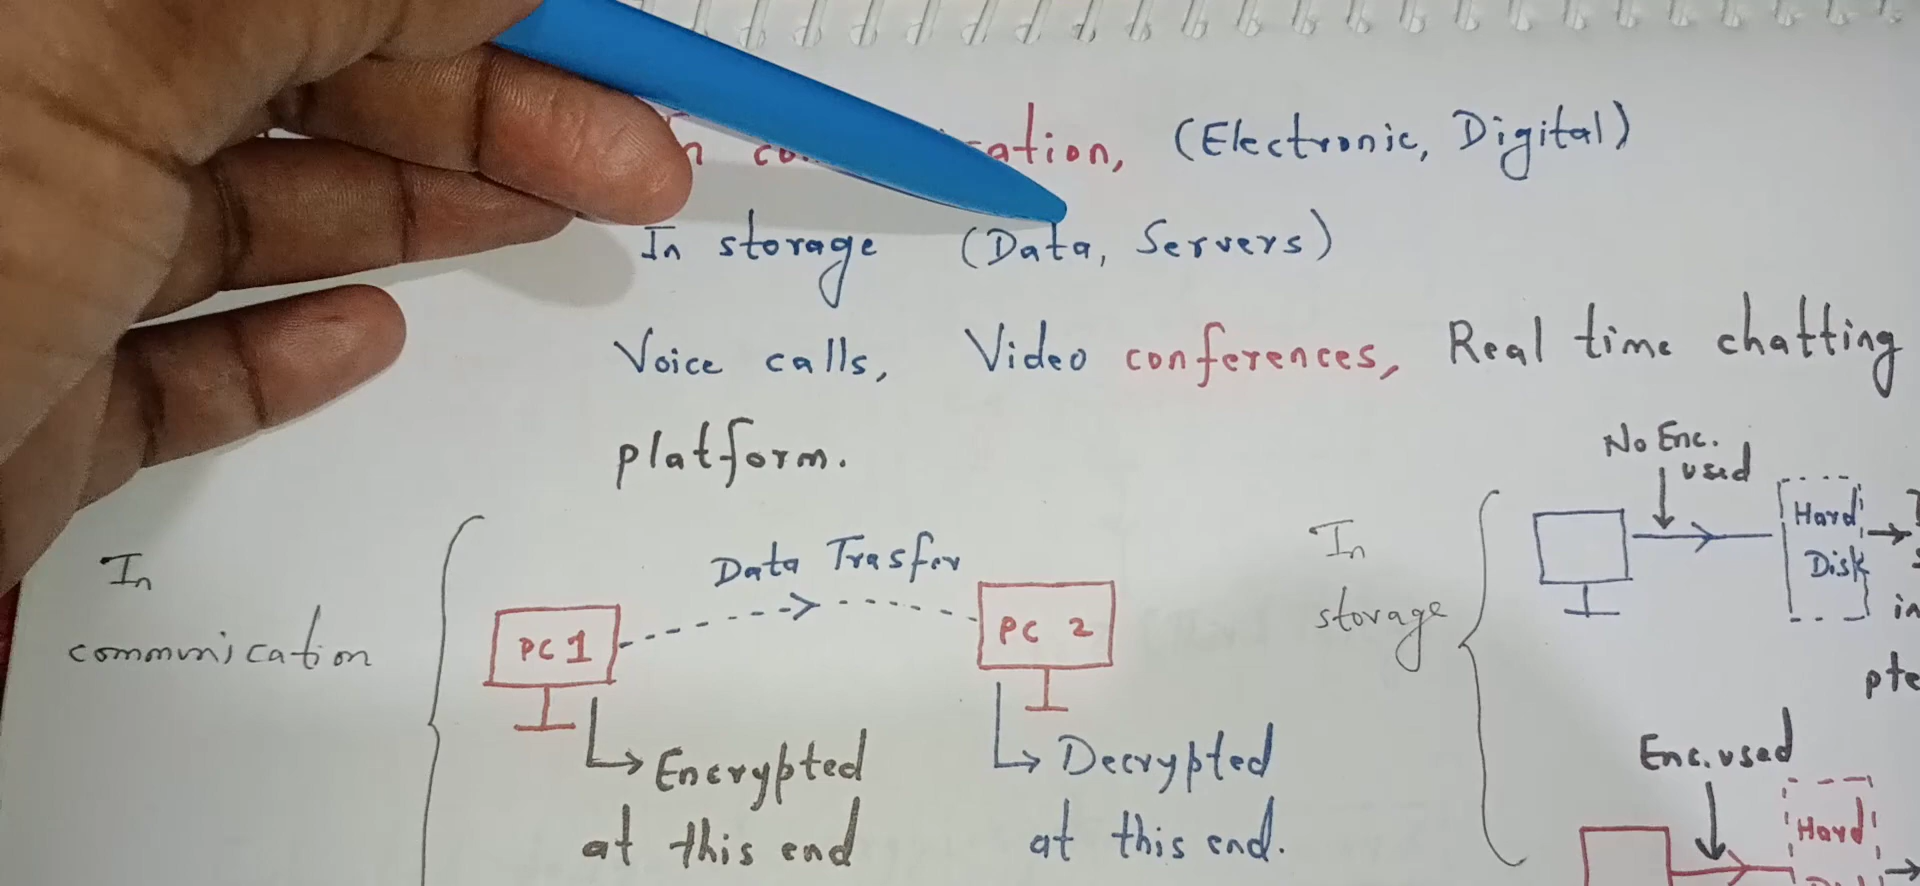 ation, (Electronic, Digital)
In storage (Data, Servers)
Voice calls, Video conferences, Real time chatting
platform.
In
communication
Data Trasfer
PC 1
PC 2
Encrypted
at this end
Decrypted
at this end.
In
storage
No Enc.
used
Hard
Disk
in
pte
Enc. used
Hard